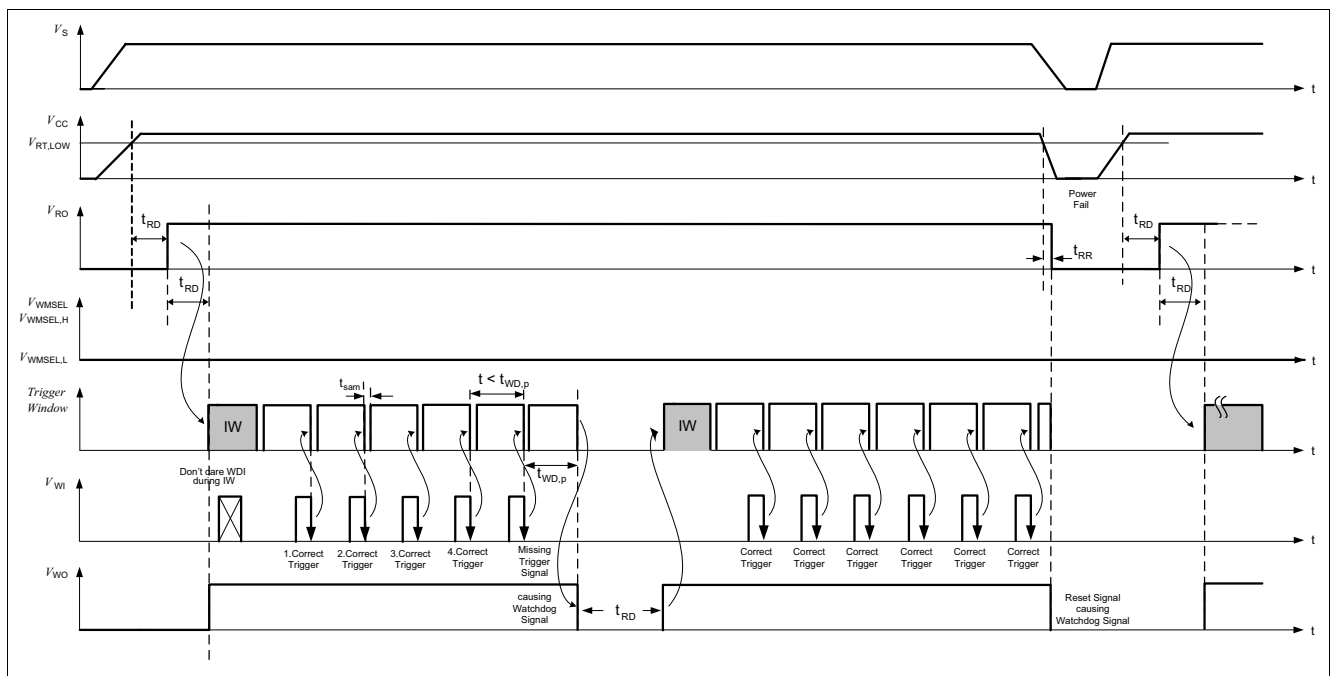 V_S
t
V_CC
V_RT,LOW
t
Power
Fail
V_RO
t_RD
t_RD
t_RR
t_RD
t_RD
t
V_WMSEL
V_WMSEL,H
V_WMSEL,L
t
Trigger
Window
IW
t_sam
t < t_WD,p
t_WD,p
IW
t
Don't dare WDI
during IW
V_WI
t
1.Correct
Trigger
2.Correct
Trigger
3.Correct
Trigger
4.Correct
Trigger
Missing
Trigger
Signal
Correct
Trigger
Correct
Trigger
Correct
Trigger
Correct
Trigger
Correct
Trigger
Correct
Trigger
V_WO
causing
Watchdog
Signal
t_RD
Reset Signal
causing
Watchdog Signal
t